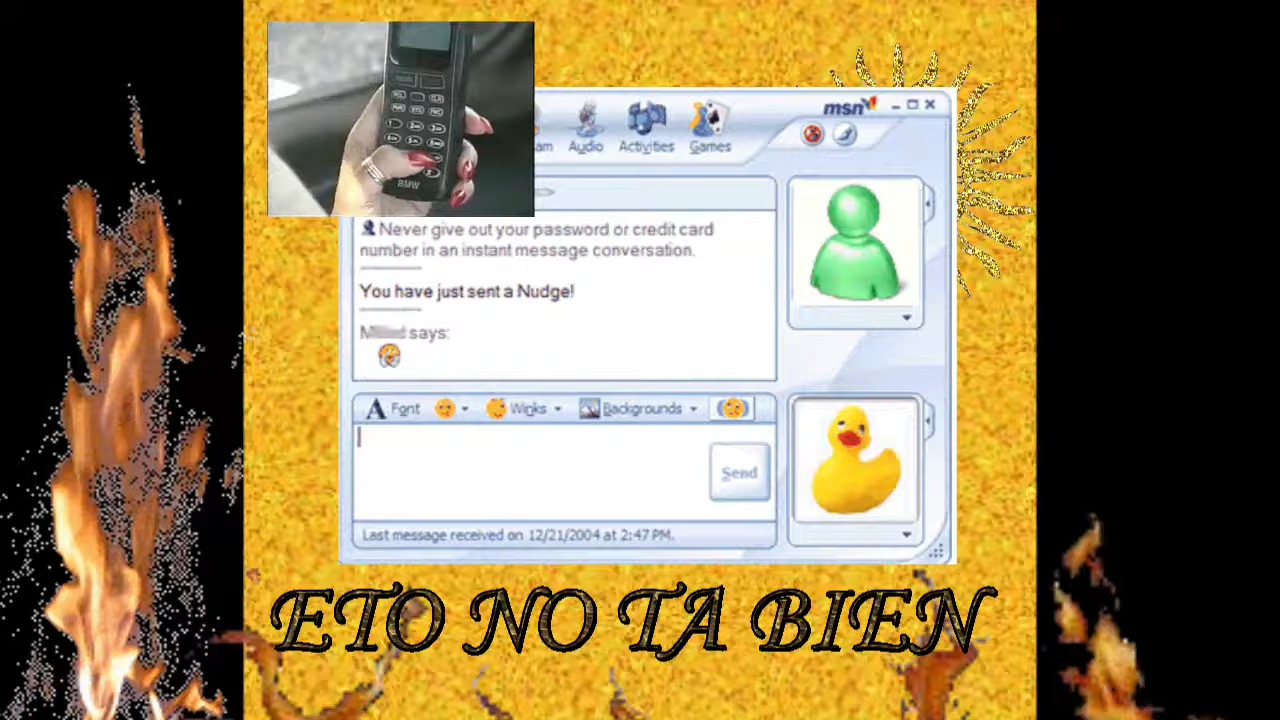 BMW
Audio
Activities
Games
msn
Never give out your password or credit card
number in an instant message conversation.
You have just sent a Nudge!
says:
Font
Winks
Backgrounds
Send
Last message received on 12/21/2004 at 2:47 PM.
ETO NO TA BIEN